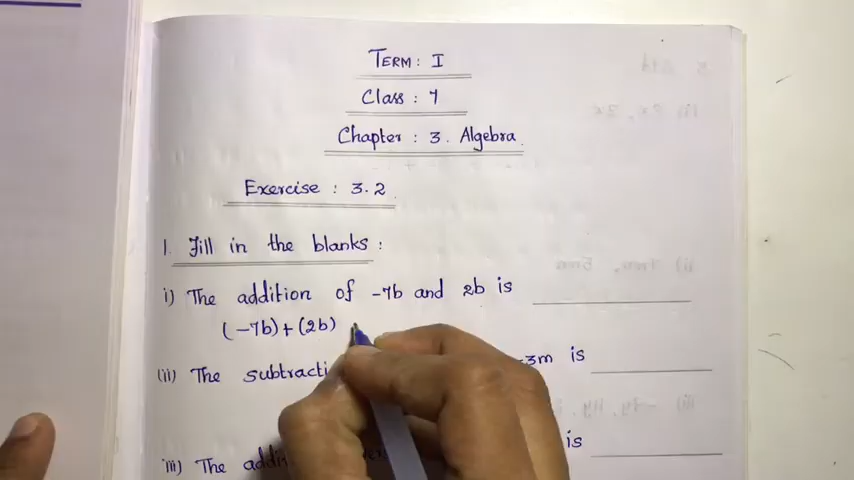 TERM: I
Class: 7
Chapter: 3. Algebra.
Exercise: 3.2.
1. Fill in the blanks:
i) The addition of -7b and 2b is
(-7b)+(2b)
(ii) The subtracti -3m is
iii) The addi is